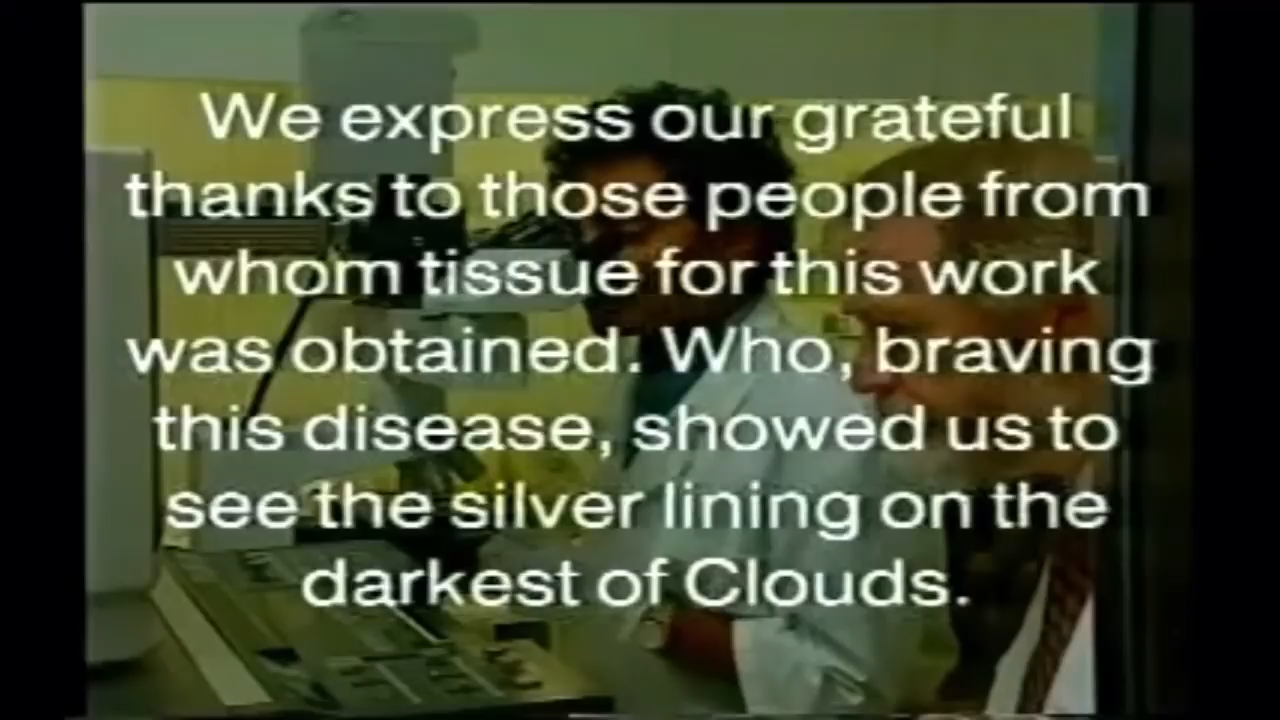 We express our grateful
thanks to those people from
whom tissue for this work
was obtained. Who, braving
this disease, showed us to
see the silver lining on the
darkest of Clouds.